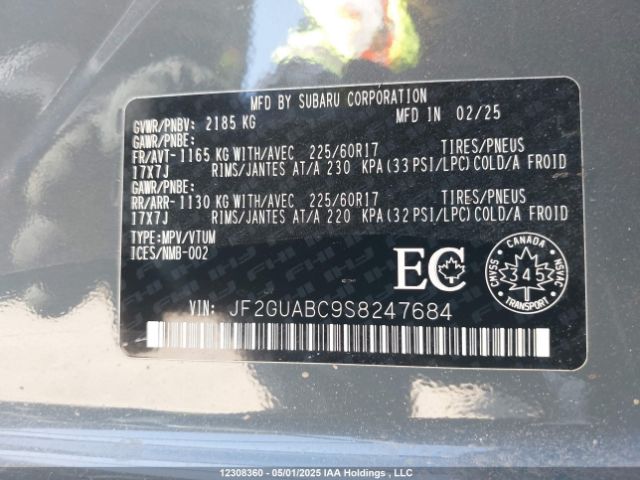 MFD BY SUBARU CORPORATION
GVWR/PNBV: 2185 KG MFD IN 02/25
GAWR/PNBE:
FR/AVT-1165 KG WITH/AVEC 225/60R17 TIRES/PNEUS
17X7J RIMS/JANTES AT/A 230 KPA (33 PSI/LPC) COLD/A FROID
GAWR/PNBE:
RR/ARR-1130 KG WITH/AVEC 225/60R17 TIRES/PNEUS
17X7J RIMS/JANTES AT/A 220 KPA (32 PSI/LPC) COLD/A FROID
TYPE: MPV/VTUM
ICES/NMB-002
EC
CANADA
CMVSS 345 NSVAC
TRANSPORT
VIN: JF2GUABC9S8247684
12308360 - 05/01/2025 IAA Holdings , LLC